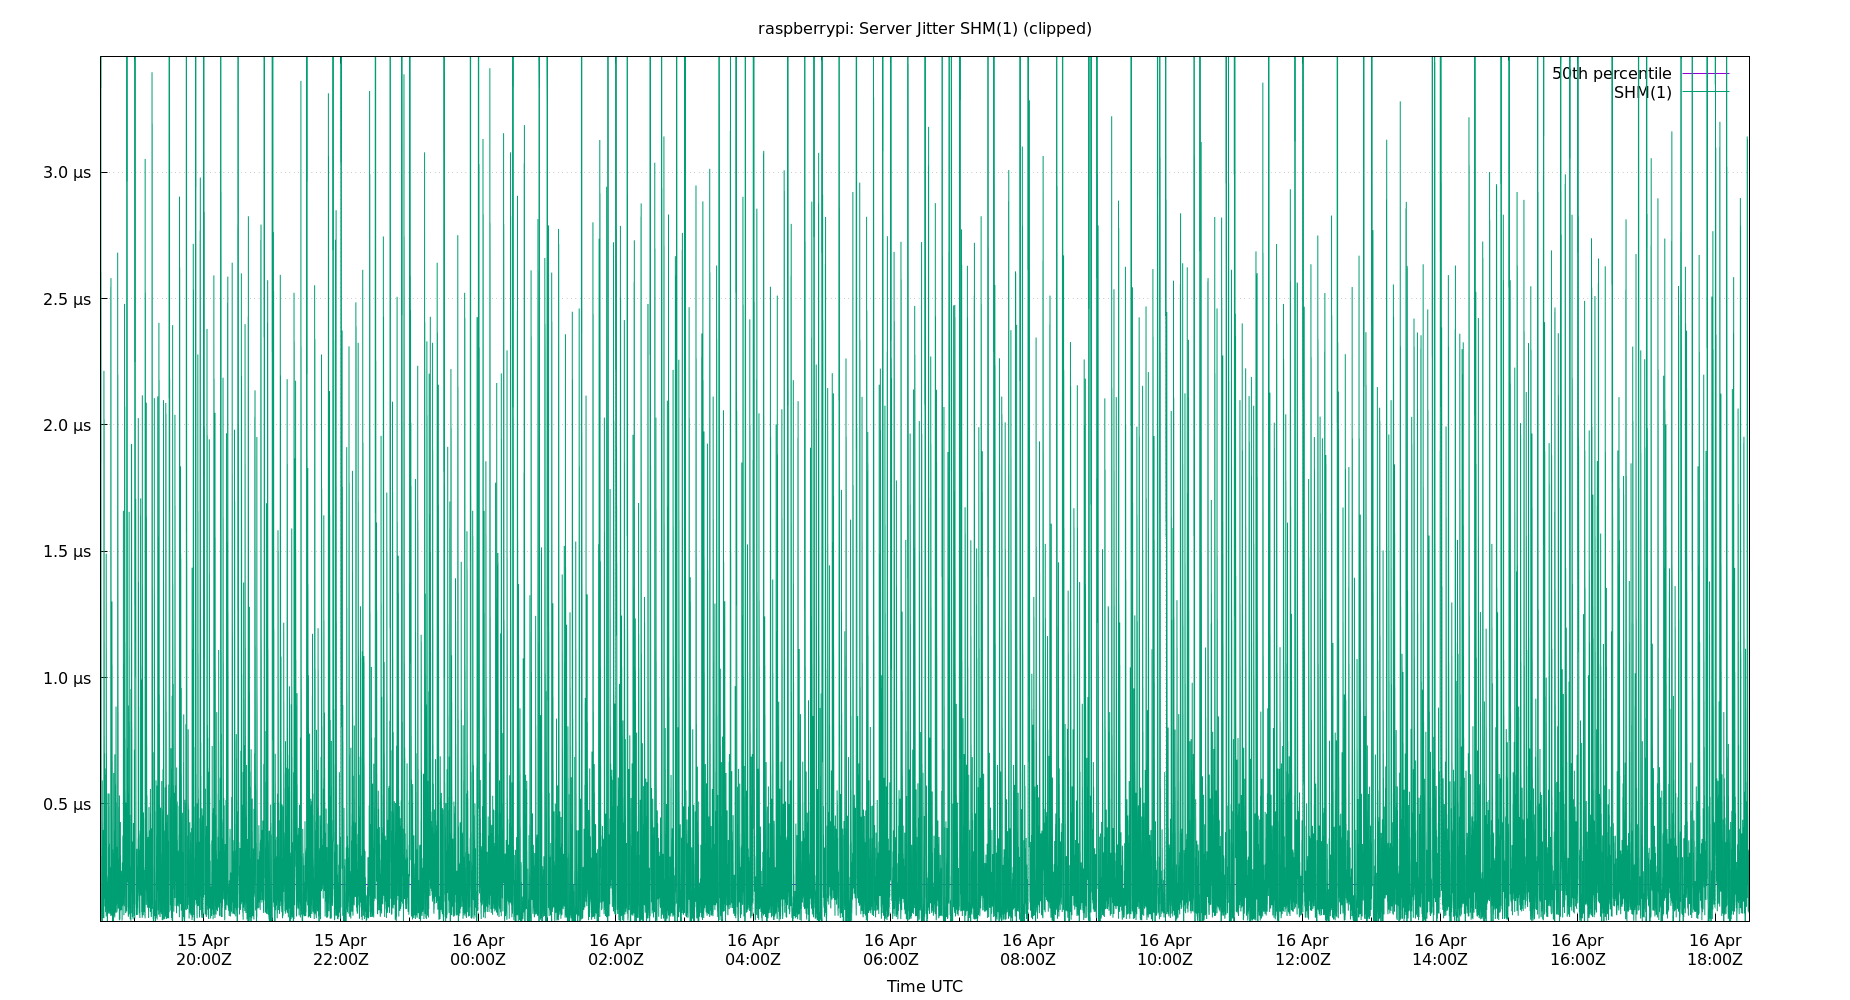 raspberrypi: Server Jitter SHM(1) (clipped)
50th percentile
SHM(1)
3.0 µs
2.5 µs
2.0 µs
1.5 µs
1.0 µs
0.5 µs
15 Apr 15 Apr 16 Apr 16 Apr 16 Apr 16 Apr 16 Apr 16 Apr 16 Apr 16 Apr 16 Apr 16 Apr
20:00Z 22:00Z 00:00Z 02:00Z 04:00Z 06:00Z 08:00Z 10:00Z 12:00Z 14:00Z 16:00Z 18:00Z
Time UTC